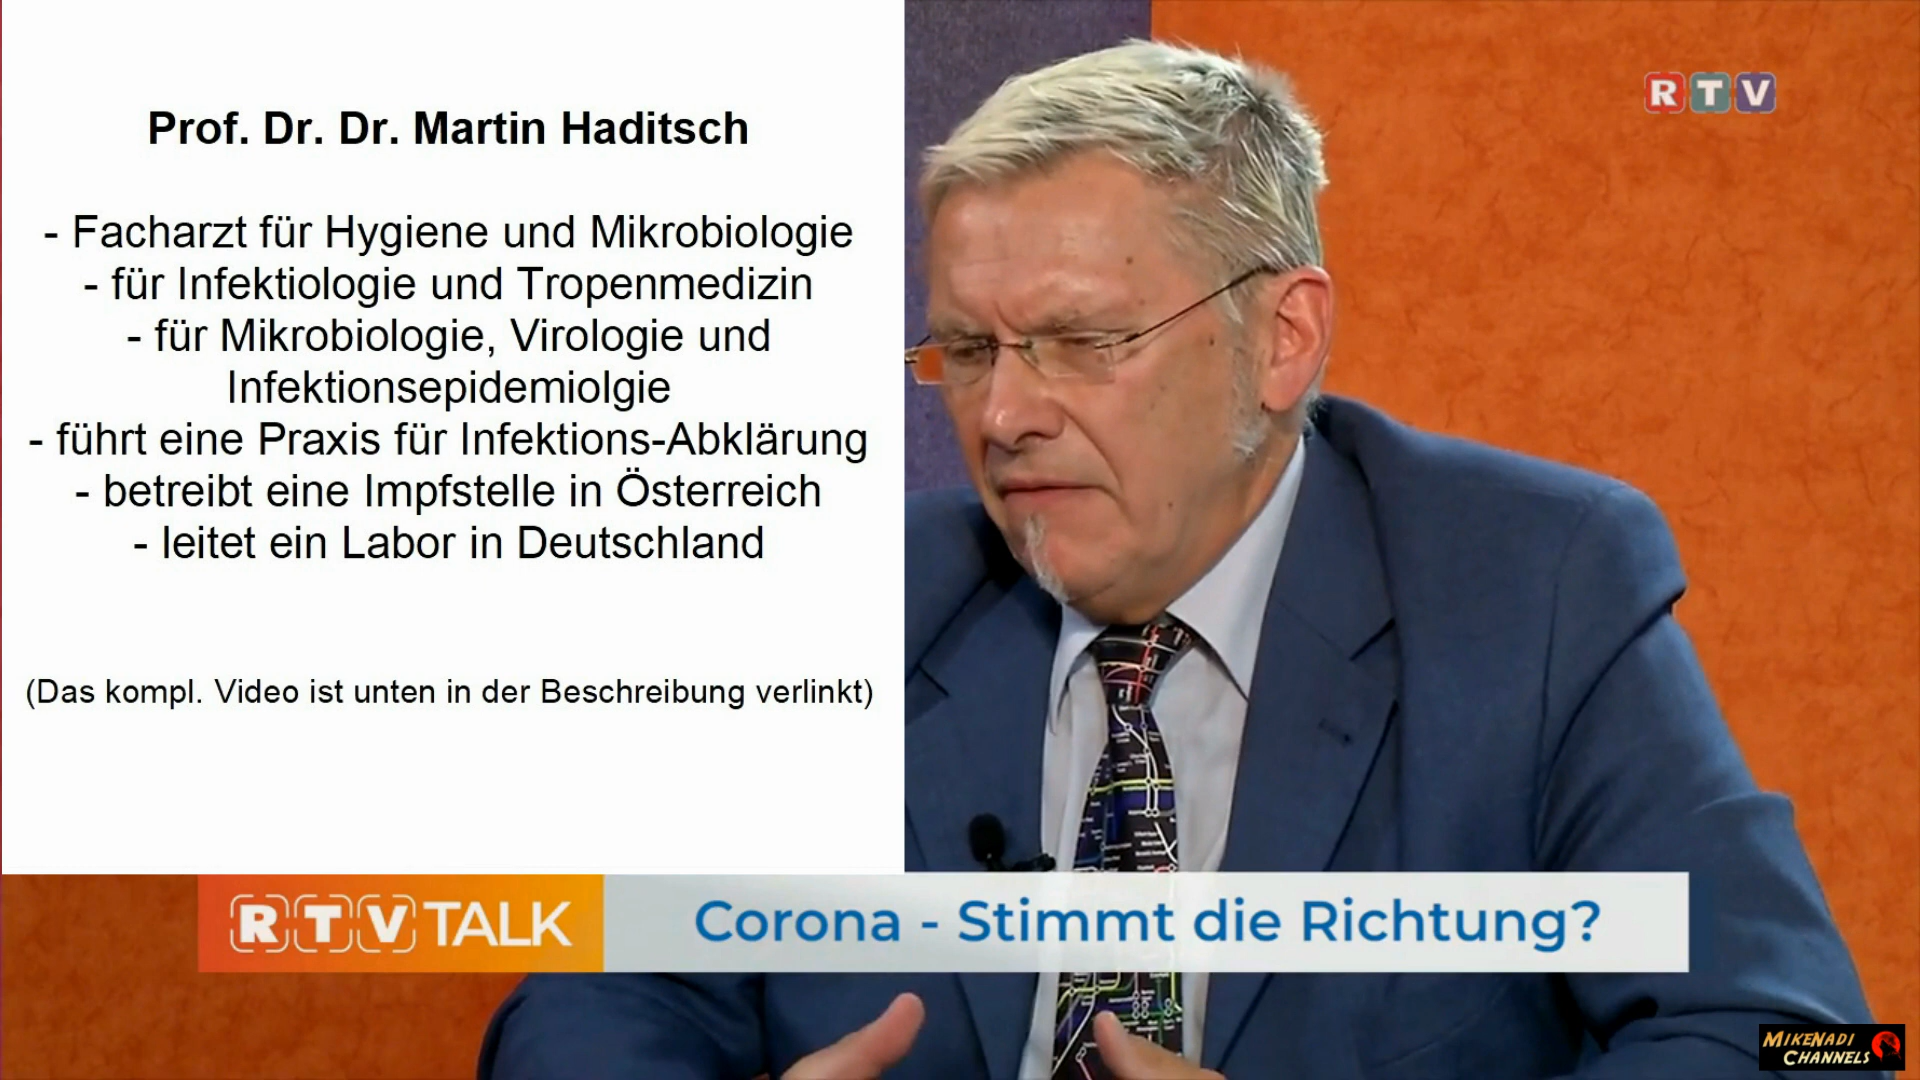 Prof. Dr. Dr. Martin Haditsch
- Facharzt für Hygiene und Mikrobiologie
- für Infektiologie und Tropenmedizin
- für Mikrobiologie, Virologie und
Infektionsepidemiolgie
- führt eine Praxis für Infektions-Abklärung
- betreibt eine Impfstelle in Österreich
- leitet ein Labor in Deutschland
(Das kompl. Video ist unten in der Beschreibung verlinkt)
RTV
RTV TALK
Corona - Stimmt die Richtung?
MIKENADI
CHANNELS